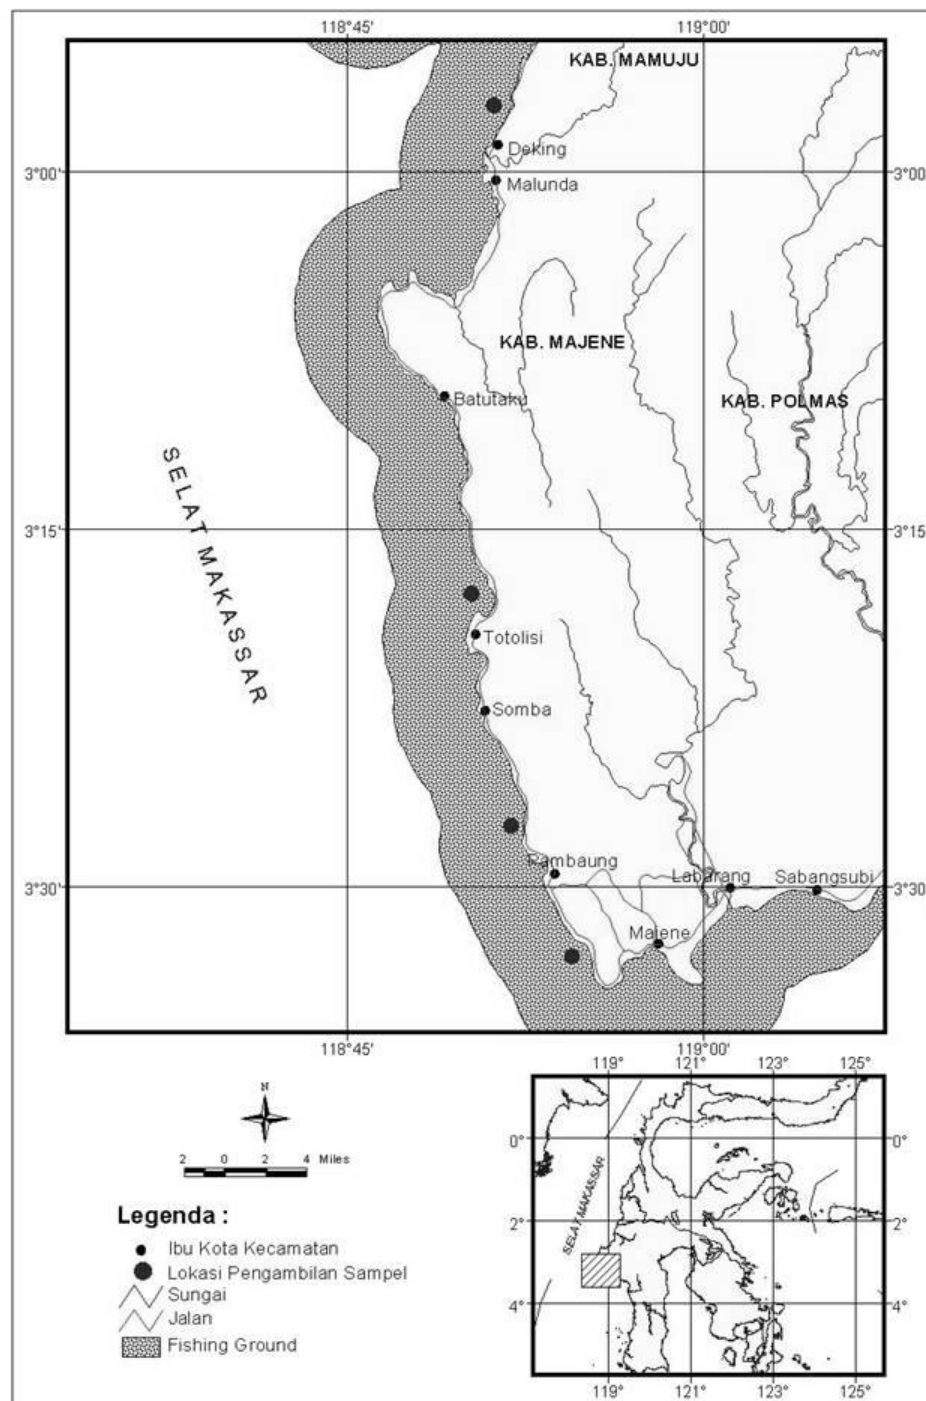 118°45'
119°00'
KAB. MAMUJU
Deking
3°00'
3°00'
Malunda
KAB. MAJENE
KAB. POLMAS
Batutaku
SELAT MAKASSAR
3°15'
3°15'
Totolisi
Somba
Pambaung
Labarang
Sabangsubi
3°30'
3°30'
Majene
118°45'
119°00'
119°
121°
123°
125°
N
2 0 2 4 Miles
0°
0°
SELAT MAKASSAR
2°
2°
4°
4°
119°
121°
123°
125°
Legenda :
Ibu Kota Kecamatan
Lokasi Pengambilan Sampel
Sungai
Jalan
Fishing Ground